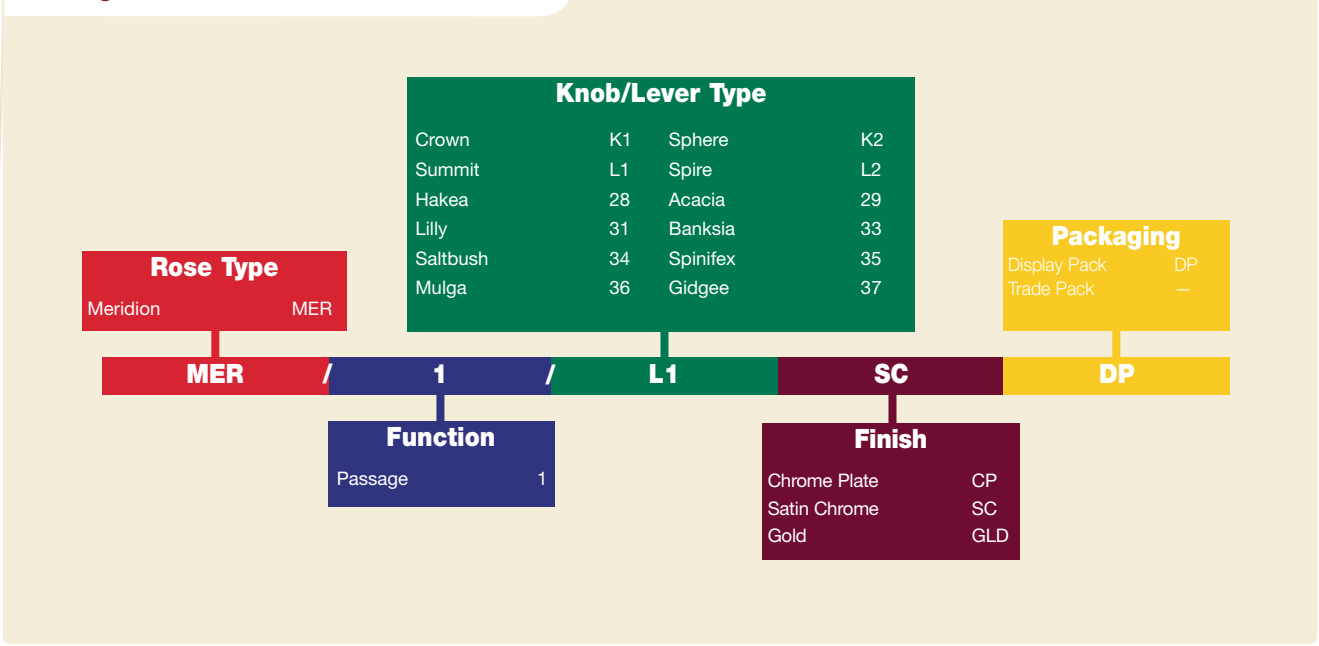 Knob/Lever Type
Crown K1 Sphere K2
Summit L1 Spire L2
Hakea 28 Acacia 29
Lilly 31 Banksia 33
Saltbush 34 Spinifex 35
Mulga 36 Gidgee 37
Rose Type
Meridion MER
Packaging
Display Pack DP
Trade Pack —
MER / 1 / L1 SC DP
Function
Passage 1
Finish
Chrome Plate CP
Satin Chrome SC
Gold GLD